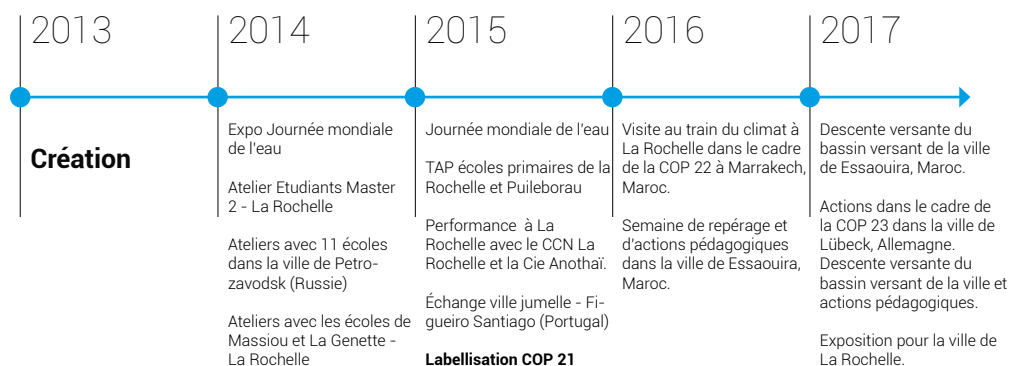 2013
2014
2015
2016
2017
Création
Expo Journée mondiale
de l'eau
Atelier Etudiants Master
2 - La Rochelle
Ateliers avec 11 écoles
dans la ville de Petro-
zavodsk (Russie)
Ateliers avec les écoles de
Massiou et La Genette -
La Rochelle
Journée mondiale de l'eau
TAP écoles primaires de la
Rochelle et Puileborau
Performance à La
Rochelle avec le CCN La
Rochelle et la Cie Anothaï.
Échange ville jumelle - Fi-
gueiro Santiago (Portugal)
Labellisation COP 21
Visite au train du climat à
La Rochelle dans le cadre
de la COP 22 à Marrakech,
Maroc.
Semaine de repérage et
d'actions pédagogiques
dans la ville de Essaouira,
Maroc.
Descente versante du
bassin versant de la ville
de Essaouira, Maroc.
Actions dans le cadre de
la COP 23 dans la ville de
Lübeck, Allemagne.
Descente versante du
bassin versant de la ville et
actions pédagogiques.
Exposition pour la ville de
La Rochelle.